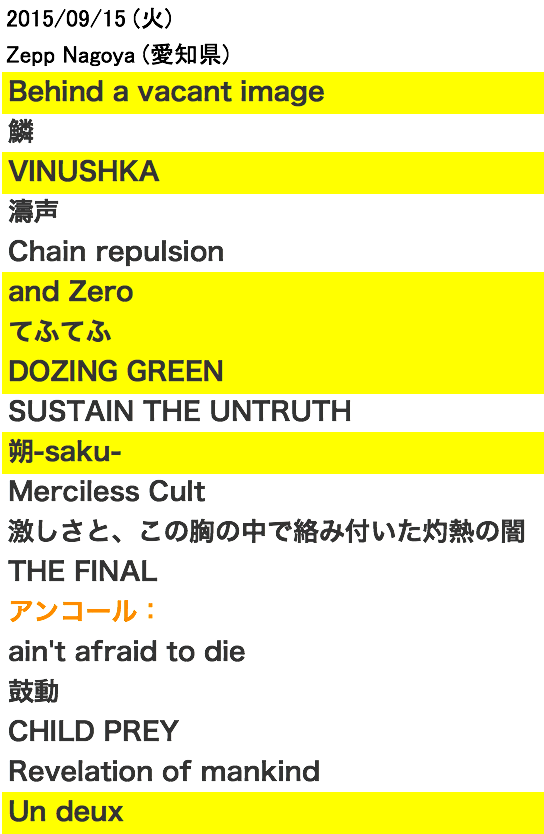 2015/09/15 (火)
Zepp Nagoya (愛知県)
Behind a vacant image
鱗
VINUSHKA
濤声
Chain repulsion
and Zero
てふてふ
DOZING GREEN
SUSTAIN THE UNTRUTH
朔-saku-
Merciless Cult
激しさと、この胸の中で絡み付いた灼熱の闇
THE FINAL
アンコール：
ain't afraid to die
鼓動
CHILD PREY
Revelation of mankind
Un deux